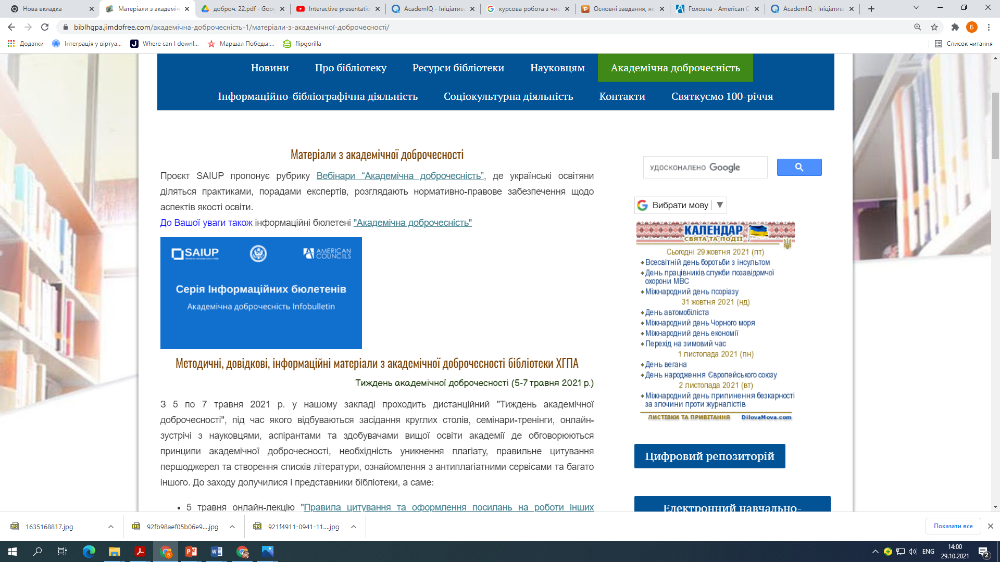 Нова вкладка
Матеріали з академіч
доброч. 22.pdf - Goog
Interactive presentatio
AcademIQ - Ініціатива
курсова робота з чис
Основні завдання, як
Головна - American C
AcademIQ - Ініціатива
biblhgpa.jimdofree.com/академічна-доброчесність-1/матеріали-з-академічної-доброчесності/
Б
Додатки
Інтеграція у віртуа...
Where can I downl...
Маршал Победы:...
flipgorilla
Список читання
Новини Про бібліотеку Ресурси бібліотеки Науковцям Академічна доброчесність
Інформаційно-бібліографічна діяльність Соціокультурна діяльність Контакти Святкуємо 100-річчя
Матеріали з академічної доброчесності
Проєкт SAIUP пропонує рубрику Вебінари “Академічна доброчесність”, де українські освітяни
діляться практиками, порадами експертів, розглядають нормативно-правове забезпечення щодо
аспектів якості освіти.
До Вашої уваги також інформаційні бюлетені "Академічна доброчесність"
SAIUP
AMERICAN
COUNCILS
Серія Інформаційних бюлетенів
Академічна доброчесність Infobulletin
Методичні, довідкові, інформаційні матеріали з академічної доброчесності бібліотеки ХГПА
Тиждень академічної доброчесності (5-7 травня 2021 р.)
З 5 по 7 травня 2021 р. у нашому закладі проходить дистанційний "Тиждень академічної
доброчесності", під час якого відбуваються засідання круглих столів, семінари-тренінги, онлайн-
зустрічі з науковцями, аспірантами та здобувачами вищої освіти академії де обговорюються
принципи академічної доброчесності, необхідність уникнення плагіату, правильне цитування
першоджерел та створення списків літератури, ознайомлення з антиплагіатними сервісами та багато
іншого. До заходу долучилися і представники бібліотеки, а саме:
• 5 травня онлайн-лекцію "Правила цитування та оформлення посилань на роботи інших
УДОСКОНАЛЕНО Google
Вибрати мову ▼
КАЛЕНДАР
СВЯТА ТА ПОДІЇ
Сьогодні 29 жовтня 2021 (пт)
Всесвітній день боротьби з інсультом
День працівників служби позавідомчої
охорони МВС
Міжнародний день псоріазу
31 жовтня 2021 (нд)
День автомобіліста
Міжнародний день Чорного моря
Міжнародний день економії
Перехід на зимовий час
1 листопада 2021 (пн)
День вегана
День народження Європейського союзу
2 листопада 2021 (вт)
Міжнародний день припинення безкарності
за злочини проти журналістів
ЛИСТІВКИ ТА ПРИВІТАННЯ DilovaMova.com
Цифровий репозиторій
Електронний навчально-
1635168817.jpg
92fb98aef05b06e9....jpg
921f4911-0941-11....jpg
Показати все
ENG
14:00
29.10.2021
2